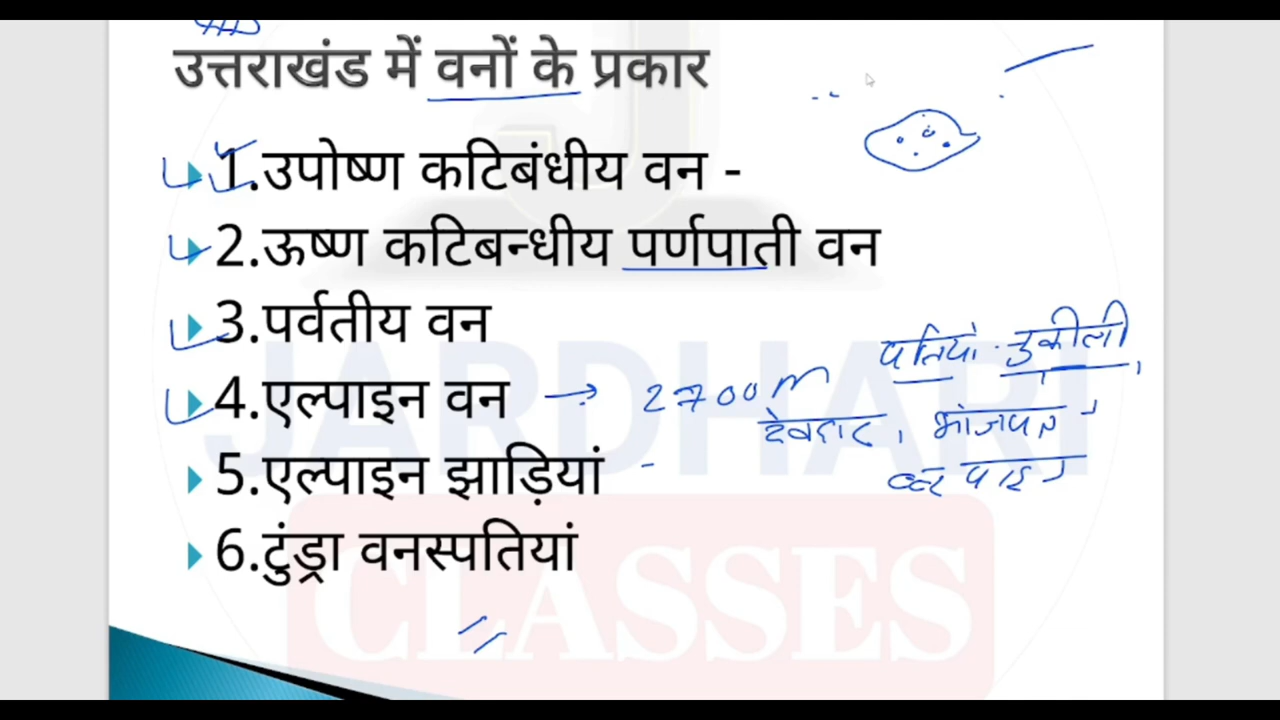 उत्तराखंड में वनों के प्रकार
1.उपोष्ण कटिबंधीय वन -
2.ऊष्ण कटिबन्धीय पर्णपाती वन
3.पर्वतीय वन
पतियो नुकीली
4.एल्पाइन वन → 2700 m
देवदार, भोजपत्र
5.एल्पाइन झाड़ियां -
6.टुंड्रा वनस्पतियां
JARDHARI
CLASSES